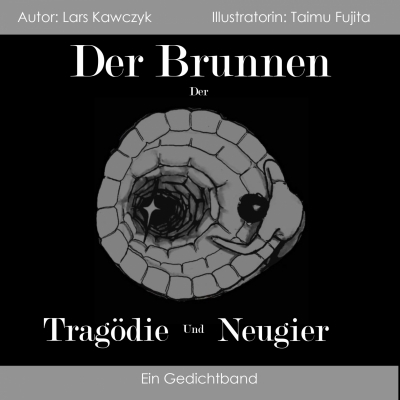 Autor: Lars Kawczyk Illustratorin: Taimu Fujita
Der Brunnen
Der
Tragödie Und Neugier
Ein Gedichtband